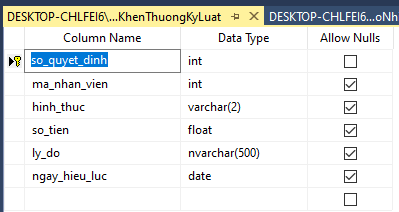 DESKTOP-CHLFEI6\...KhenThuongKyLuat DESKTOP-CHLFEI6...oNh
Column Name Data Type Allow Nulls
so_quyet_dinh int
ma_nhan_vien int
hinh_thuc varchar(2)
so_tien float
ly_do nvarchar(500)
ngay_hieu_luc date